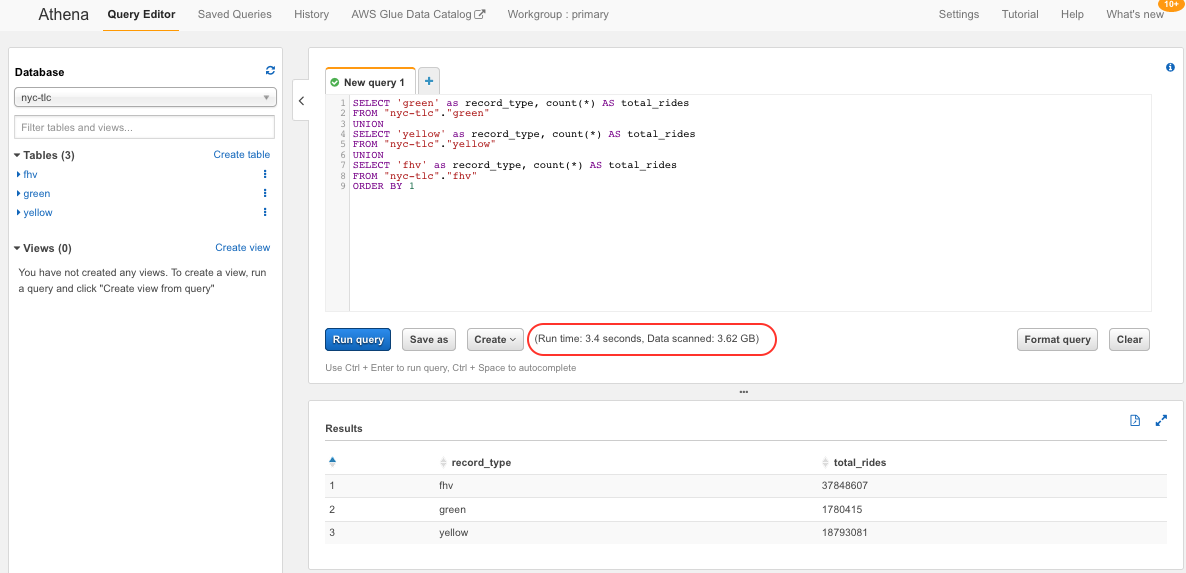 Athena Query Editor Saved Queries History AWS Glue Data Catalog Workgroup : primary Settings Tutorial Help What's new 10+
Database
nyc-tlc
Filter tables and views...
Tables (3) Create table
fhv
green
yellow
Views (0) Create view
You have not created any views. To create a view, run
a query and click "Create view from query"
New query 1 +
1 SELECT 'green' as record_type, count(*) AS total_rides
2 FROM "nyc-tlc"."green"
3 UNION
4 SELECT 'yellow' as record_type, count(*) AS total_rides
5 FROM "nyc-tlc"."yellow"
6 UNION
7 SELECT 'fhv' as record_type, count(*) AS total_rides
8 FROM "nyc-tlc"."fhv"
9 ORDER BY 1
Run query Save as Create (Run time: 3.4 seconds, Data scanned: 3.62 GB) Format query Clear
Use Ctrl + Enter to run query, Ctrl + Space to autocomplete
Results
record_type total_rides
1 fhv 37848607
2 green 1780415
3 yellow 18793081